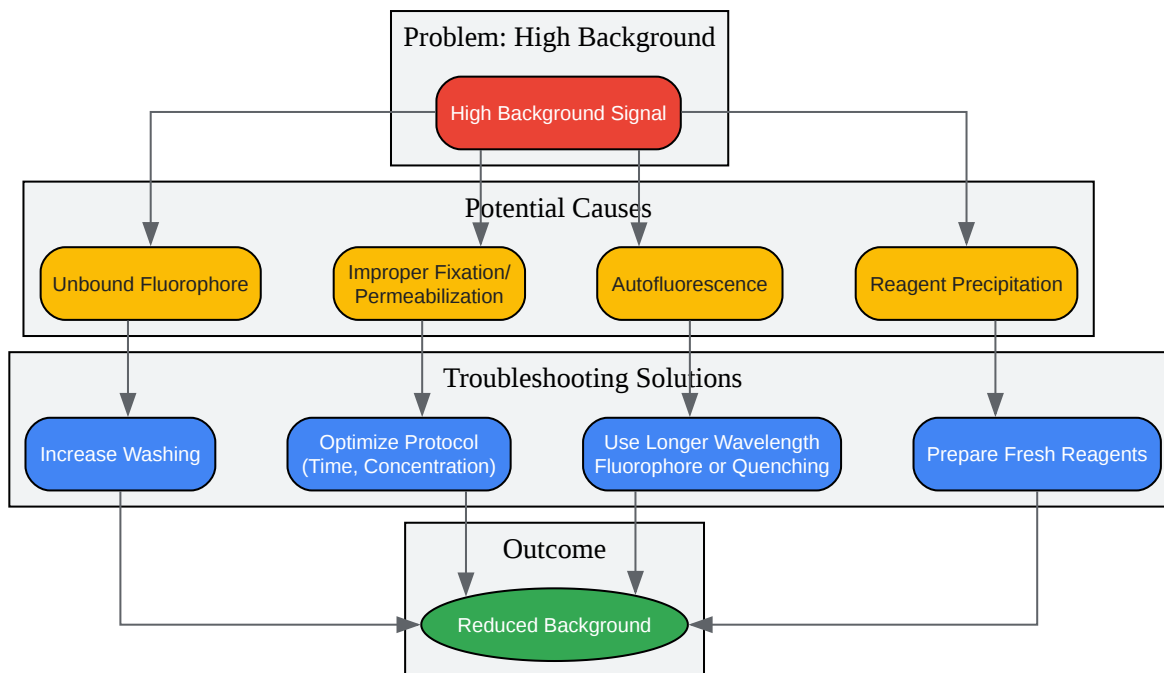 Problem: High Background
High Background Signal
Potential Causes
Unbound Fluorophore
Improper Fixation/
Permeabilization
Autofluorescence
Reagent Precipitation
Troubleshooting Solutions
Increase Washing
Optimize Protocol
(Time, Concentration)
Use Longer Wavelength
Fluorophore or Quenching
Prepare Fresh Reagents
Outcome
Reduced Background